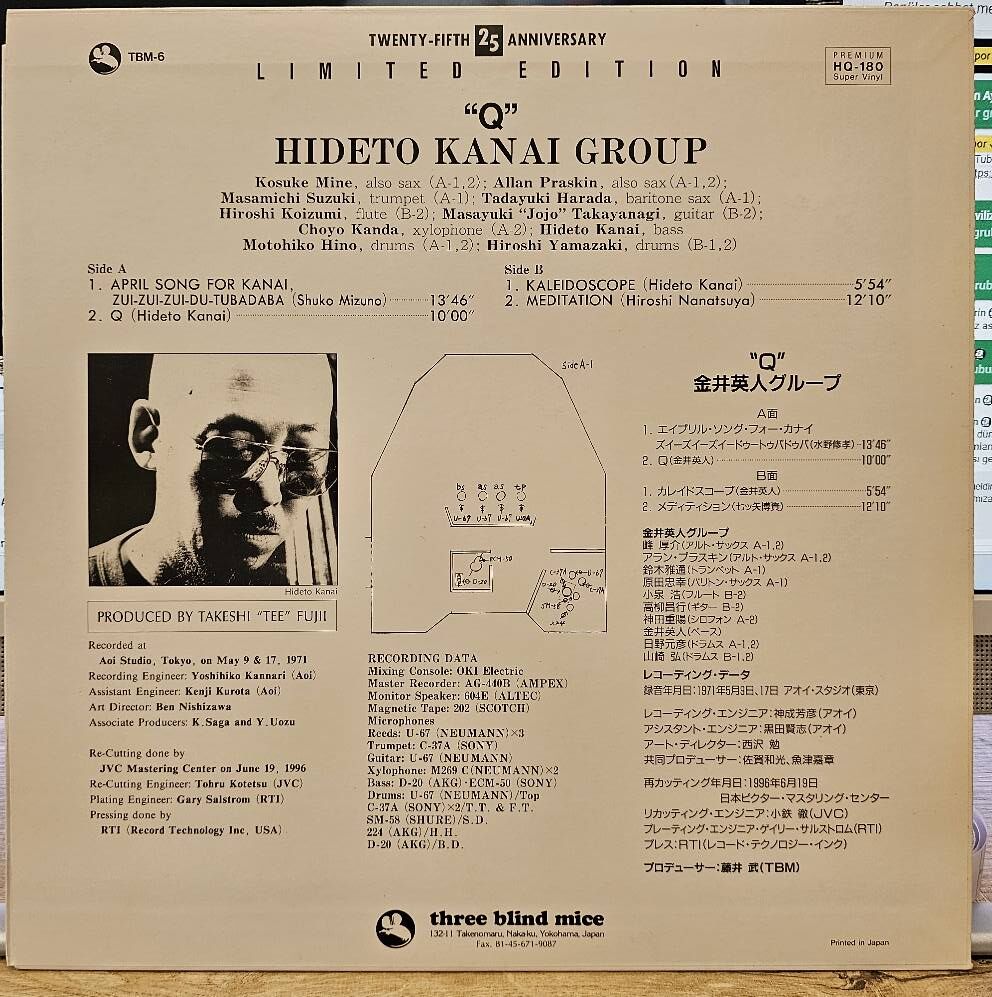 TBM-6
TWENTY-FIFTH 25 ANNIVERSARY
LIMITED EDITION
PREMIUM
HQ-180
Super Vinyl
"Q"
HIDETO KANAI GROUP
Kosuke Mine, also sax (A-1,2); Allan Praskin, also sax(A-1,2);
Masamichi Suzuki, trumpet (A-1); Tadayuki Harada, baritone sax (A-1);
Hiroshi Koizumi, flute (B-2); Masayuki "Jojo" Takayanagi, guitar (B-2);
Choyo Kanda, xylophone (A-2); Hideto Kanai, bass
Motohiko Hino, drums (A-1,2); Hiroshi Yamazaki, drums (B-1,2)
Side A
1. APRIL SONG FOR KANAI,
ZUI-ZUI-ZUI-DU-TUBADABA (Shuko Mizuno) 13'46"
2. Q (Hideto Kanai) 10'00"
Side B
1. KALEIDOSCOPE (Hideto Kanai) 5'54"
2. MEDITATION (Hiroshi Nanatsuya) 12'10"
Hideto Kanai
PRODUCED BY TAKESHI "TEE" FUJII
Recorded at
Aoi Studio, Tokyo, on May 9 & 17, 1971
Recording Engineer: Yoshihiko Kannari (Aoi)
Assistant Engineer: Kenji Kurota (Aoi)
Art Director: Ben Nishizawa
Associate Producers: K.Saga and Y.Uozu
Re-Cutting done by
JVC Mastering Center on June 19, 1996
Re-Cutting Engineer: Tohru Kotetsu (JVC)
Plating Engineer: Gary Salstrom (RTI)
Pressing done by
RTI (Record Technology Inc, USA)
Side A-1
bs as as tp
U-67 U-67 U-67
ECM-50
D-20
C-37A U-67
D-20
C-37A
SM-58
224
RECORDING DATA
Mixing Console: OKI Electric
Master Recorder: AG-440B (AMPEX)
Monitor Speaker: 604E (ALTEC)
Magnetic Tape: 202 (SCOTCH)
Microphones
Reeds: U-67 (NEUMANN)×3
Trumpet: C-37A (SONY)
Guitar: U-67 (NEUMANN)
Xylophone: M269 C(NEUMANN)×2
Bass: D-20 (AKG)·ECM-50 (SONY)
Drums: U-67 (NEUMANN)/Top
C-37A (SONY)×2/T.T. & F.T.
SM-58 (SHURE)/S.D.
224 (AKG)/H.H.
D-20 (AKG)/B.D.
"Q"
金井英人グループ
A面
1. エイプリル・ソング・フォー・カナイ
ズイーズイーズイードゥートゥバドゥバ(水野修孝) 13'46"
2. Q(金井英人) 10'00"
B面
1. カレイドスコープ(金井英人) 5'54"
2. メディティション(七ッ矢博資) 12'10"
金井英人グループ
峰 厚介(アルト・サックス A-1,2)
アラン・プラスキン(アルト・サックス A-1,2)
鈴木雅道(トランペット A-1)
原田忠幸(バリトン・サックス A-1)
小泉 浩(フルート B-2)
高柳昌行(ギター B-2)
神田重陽(シロフォン A-2)
金井英人(ベース)
日野元彦(ドラムス A-1,2)
山崎 弘(ドラムス B-1,2)
レコーディング・データ
録音年月日:1971年5月9日、17日 アオイ・スタジオ(東京)
レコーディング・エンジニア:神成芳彦(アオイ)
アシスタント・エンジニア:黒田賢志(アオイ)
アート・ディレクター:西沢 勉
共同プロデューサー:佐賀和光、魚津嘉章
再カッティング年月日:1996年6月19日
日本ビクター・マスタリング・センター
リカッティング・エンジニア:小鉄 徹(JVC)
プレーティング・エンジニア・ゲイリー・サルストロム(RTI)
プレス:RTI(レコード・テクノロジー・インク)
プロデューサー:藤井 武(TBM)
three blind mice
132-11 Takenomaru, Naka-ku, Yokohama, Japan
Fax. 81-45-671-9087
Printed in Japan